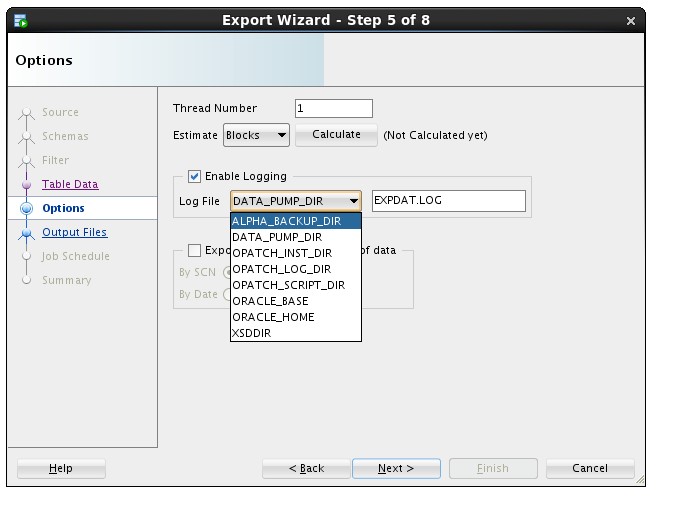 Export Wizard - Step 5 of 8
Options
Source
Schemas
Filter
Table Data
Options
Output Files
Job Schedule
Summary
Thread Number 1
Estimate Blocks Calculate (Not Calculated yet)
Enable Logging
Log File DATA_PUMP_DIR EXPDAT.LOG
ALPHA_BACKUP_DIR
DATA_PUMP_DIR
OPATCH_INST_DIR
OPATCH_LOG_DIR
OPATCH_SCRIPT_DIR
ORACLE_BASE
ORACLE_HOME
XSDDIR
of data
By SCN
By Date
Help < Back Next > Finish Cancel